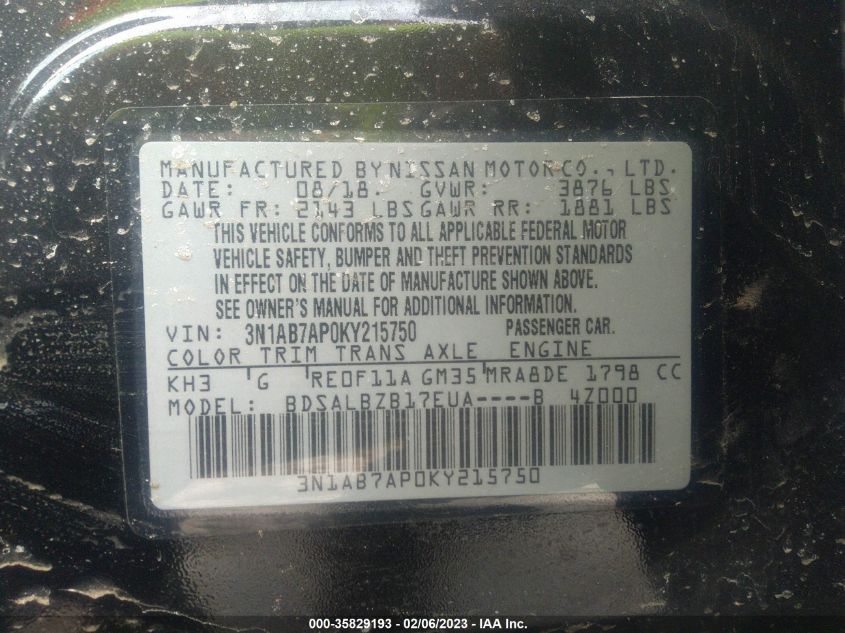 MANUFACTURED BY NISSAN MOTOR CO., LTD.
DATE: 08/18. GVWR: 3876 LBS
GAWR FR: 2143 LBS GAWR RR: 1881 LBS
THIS VEHICLE CONFORMS TO ALL APPLICABLE FEDERAL MOTOR
VEHICLE SAFETY, BUMPER AND THEFT PREVENTION STANDARDS
IN EFFECT ON THE DATE OF MANUFACTURE SHOWN ABOVE.
SEE OWNER'S MANUAL FOR ADDITIONAL INFORMATION.
VIN: 3N1AB7AP0KY215750 PASSENGER CAR.
COLOR TRIM TRANS AXLE ENGINE
KH3 G RE0F11A GM35 MRA8DE 1798 CC
MODEL: BDSALBZB17EUA----B 4Z000
3N1AB7AP0KY215750
000-35829193 - 02/06/2023 - IAA Inc.